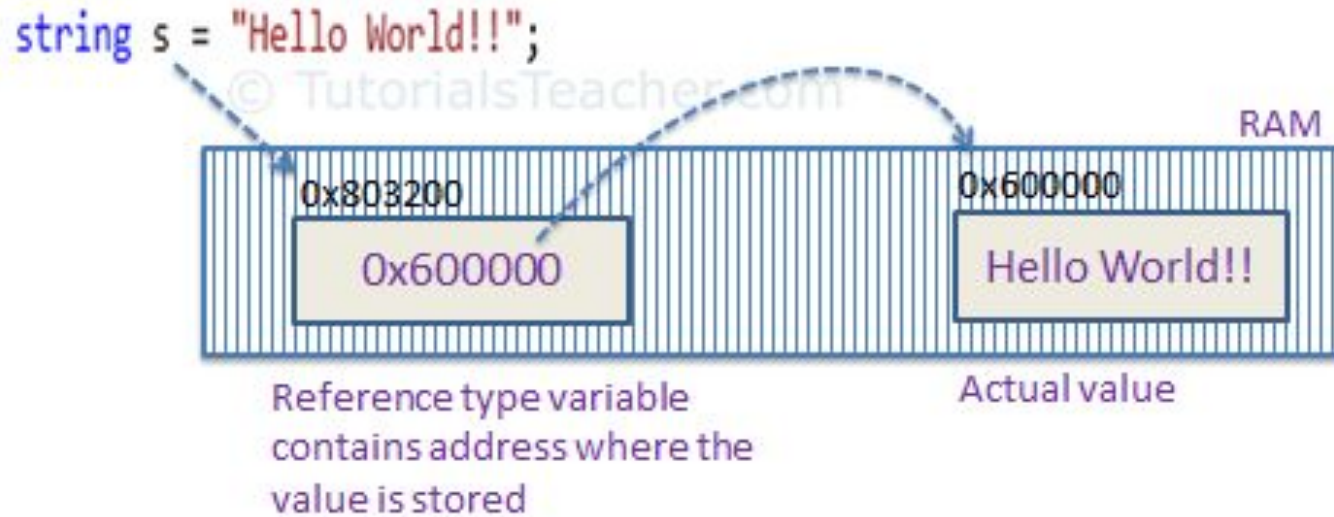 string s = "Hello World!!";
© TutorialsTeacher.com
RAM
0x803200
0x600000
0x600000
Hello World!!
Reference type variable
contains address where the
value is stored
Actual value